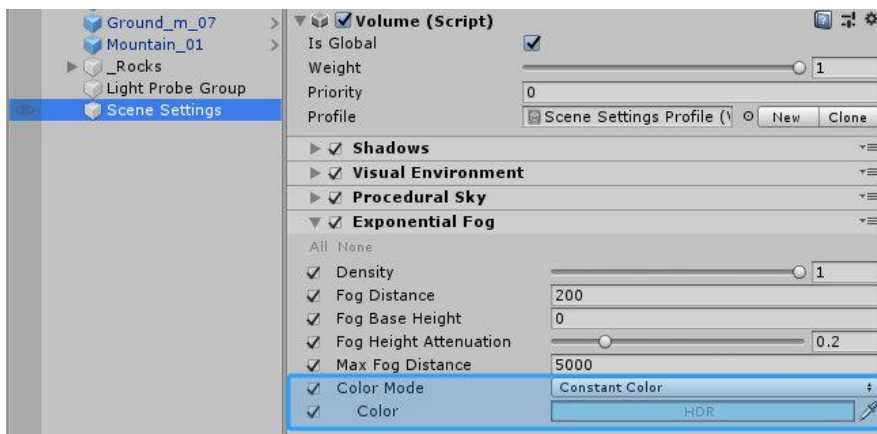 Ground_m_07
Mountain_01
_Rocks
Light Probe Group
Scene Settings
Volume (Script)
Is Global
Weight 1
Priority 0
Profile Scene Settings Profile (V New Clone
Shadows
Visual Environment
Procedural Sky
Exponential Fog
All None
Density 1
Fog Distance 200
Fog Base Height 0
Fog Height Attenuation 0.2
Max Fog Distance 5000
Color Mode Constant Color
Color HDR